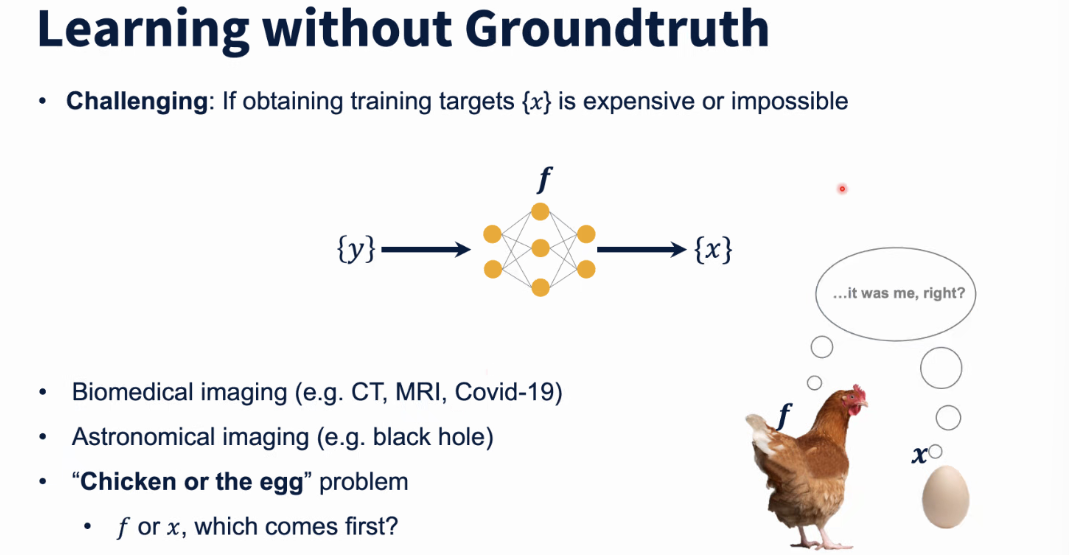 Learning without Groundtruth
• Challenging: If obtaining training targets {x} is expensive or impossible
f
{y}
{x}
...it was me, right?
• Biomedical imaging (e.g. CT, MRI, Covid-19)
• Astronomical imaging (e.g. black hole)
f
• “Chicken or the egg” problem
x
• f or x, which comes first?